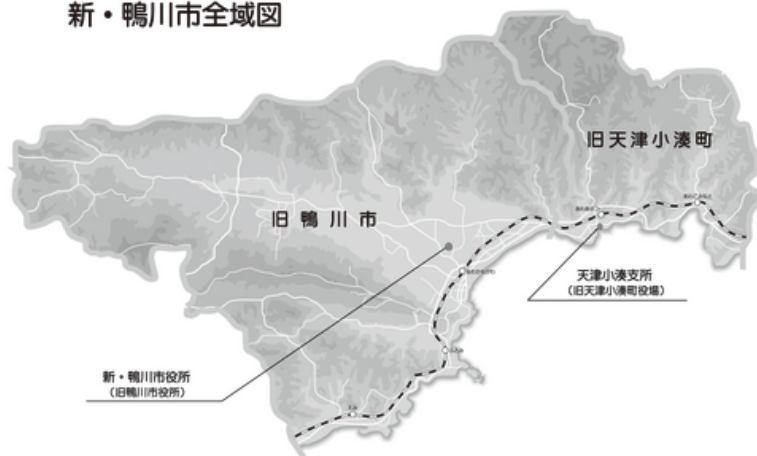 新・鴨川市全域図
旧天津小湊町
旧鴨川市
天津小湊支所
(旧天津小湊町役場)
新・鴨川市役所
(旧鴨川市役所)